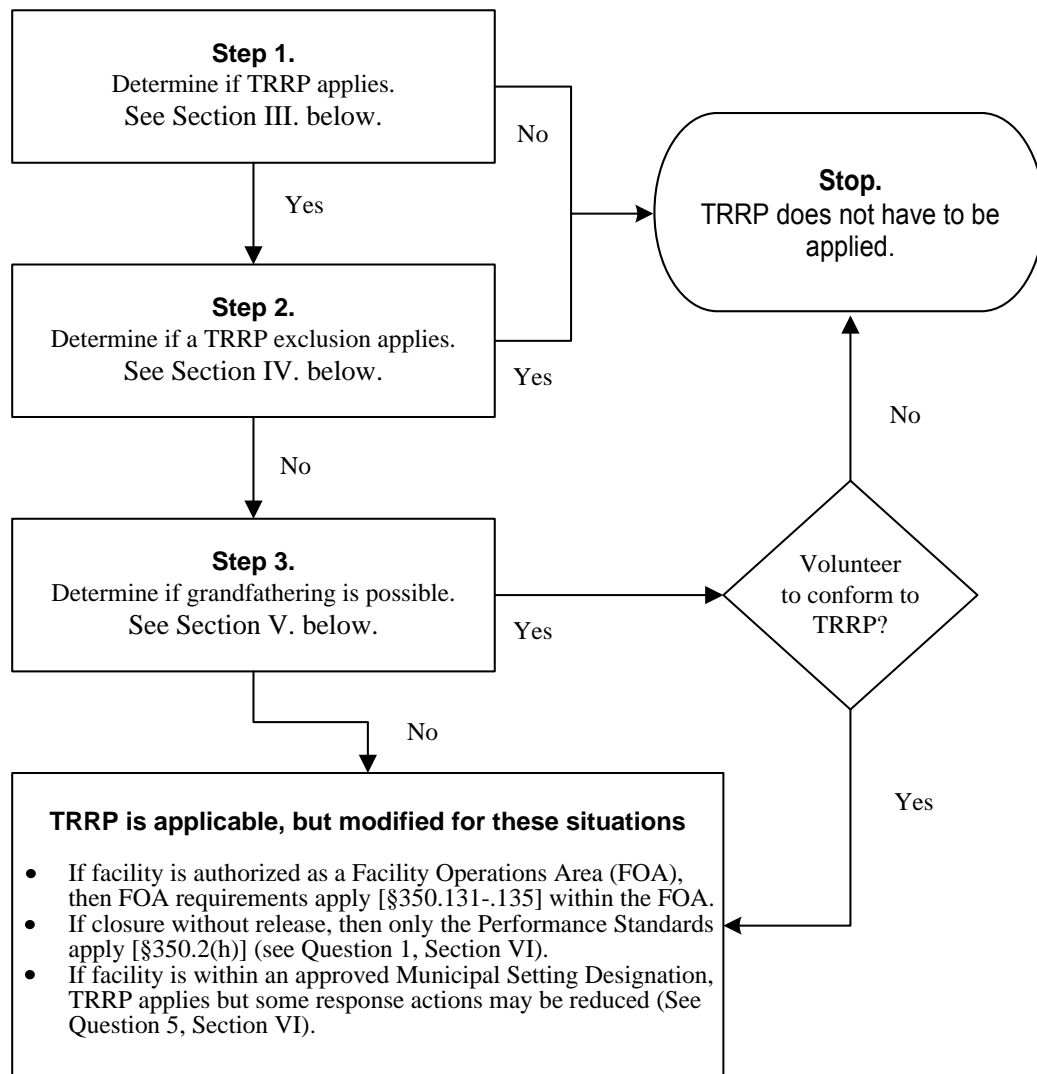 Step 1.
Determine if TRRP applies.
See Section III. below.
No
Yes
Stop.
TRRP does not have to be
applied.
Step 2.
Determine if a TRRP exclusion applies.
See Section IV. below.
Yes
No
No
Step 3.
Determine if grandfathering is possible.
See Section V. below.
Yes
Volunteer
to conform to
TRRP?
No
Yes
TRRP is applicable, but modified for these situations
• If facility is authorized as a Facility Operations Area (FOA),
then FOA requirements apply [§350.131-.135] within the FOA.
• If closure without release, then only the Performance Standards
apply [§350.2(h)] (see Question 1, Section VI).
• If facility is within an approved Municipal Setting Designation,
TRRP applies but some response actions may be reduced (See
Question 5, Section VI).